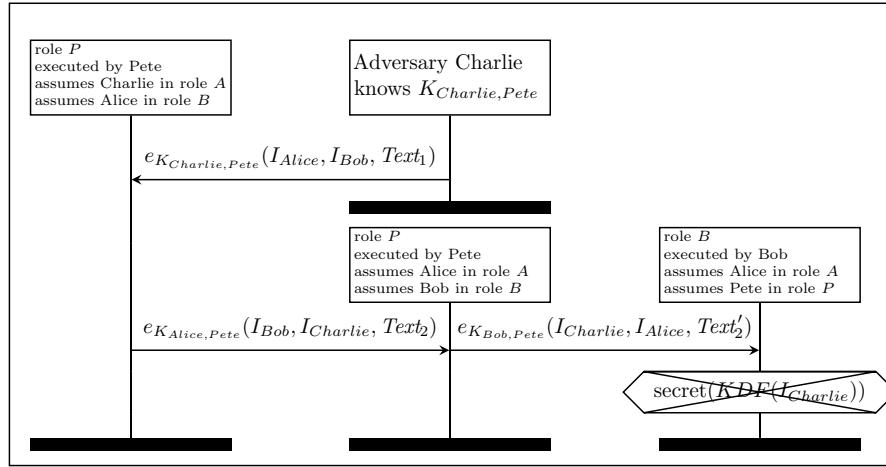 role P
executed by Pete
assumes Charlie in role A
assumes Alice in role B
Adversary Charlie
knows K_{Charlie,Pete}
e_{K_{Charlie,Pete}}(I_{Alice}, I_{Bob}, Text_1)
role P
executed by Pete
assumes Alice in role A
assumes Bob in role B
role B
executed by Bob
assumes Alice in role A
assumes Pete in role P
e_{K_{Alice,Pete}}(I_{Bob}, I_{Charlie}, Text_2)
e_{K_{Bob,Pete}}(I_{Charlie}, I_{Alice}, Text'_2)
secret(KDF(I_{Charlie}))